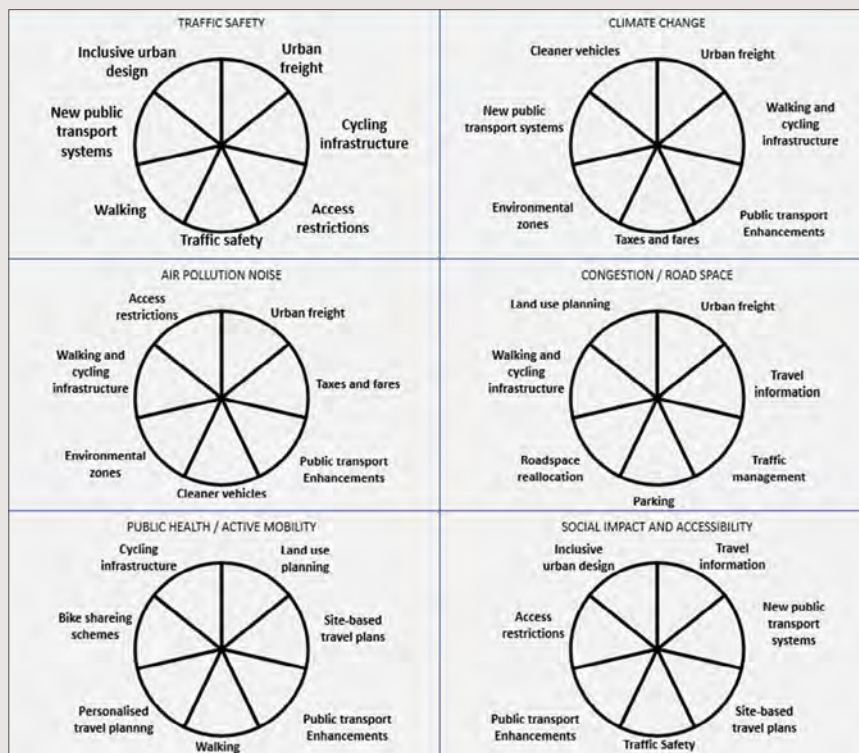 TRAFFIC SAFETY
Inclusive urban
design
Urban
freight
New public
transport
systems
Cycling
infrastructure
Walking
Access
restrictions
Traffic safety
CLIMATE CHANGE
Cleaner vehicles
Urban freight
New public
transport systems
Walking and
cycling
infrastructure
Environmental
zones
Public transport
Enhancements
Taxes and fares
AIR POLLUTION NOISE
Access
restrictions
Urban freight
Walking and
cycling
infrastructure
Taxes and fares
Environmental
zones
Public transport
Enhancements
Cleaner vehicles
CONGESTION / ROAD SPACE
Land use planning
Urban freight
Walking and
cycling
infrastructure
Travel
information
Roadspace
reallocation
Traffic
management
Parking
PUBLIC HEALTH / ACTIVE MOBILITY
Cycling
infrastructure
Land use
planning
Bike shareing
schemes
Site-based
travel plans
Personalised
travel planng
Public transport
Enhancements
Walking
SOCIAL IMPACT AND ACCESSIBILITY
Inclusive
urban design
Travel
information
Access
restrictions
New public
transport
systems
Public transport
Enhancements
Site-based
travel plans
Traffic Safety